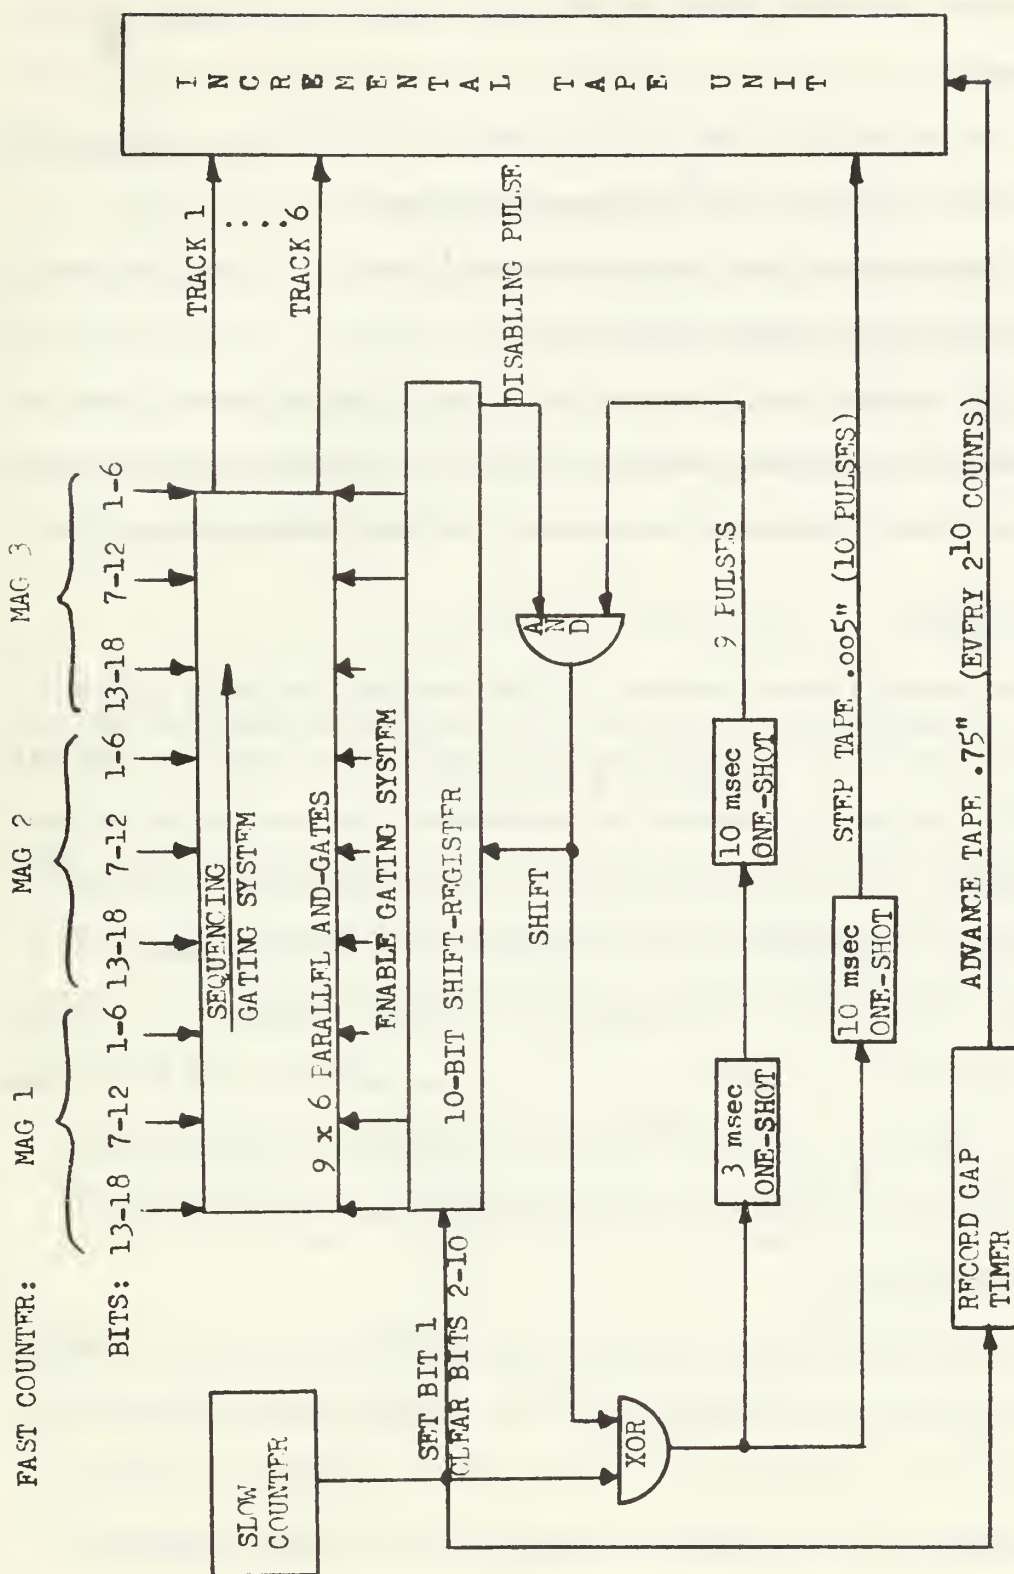 FAST COUNTER: MAG 1 MAG 2 MAG 3
BITS: 13-18 7-12 1-6 13-18 7-12 1-6 13-18 7-12 1-6
SLOW
COUNTER
SEQUENCING
GATING SYSTEM
9 x 6 PARALLEL AND-GATES
ENABLE GATING SYSTEM
10-BIT SHIFT-REGISTER
TRACK 1
TRACK 6
INCREMENTAL TAPE UNIT
SET BIT 1
CLEAR BITS 2-10
SHIFT
DISABLING PULSE
AND
XOR
3 msec
ONE-SHOT
10 msec
ONE-SHOT
9 PULSES
10 msec
ONE-SHOT
STEP TAPE .005" (10 PULSES)
RECORD GAP
TIMER
ADVANCE TAPE .75" (EVERY 2^10 COUNTS)